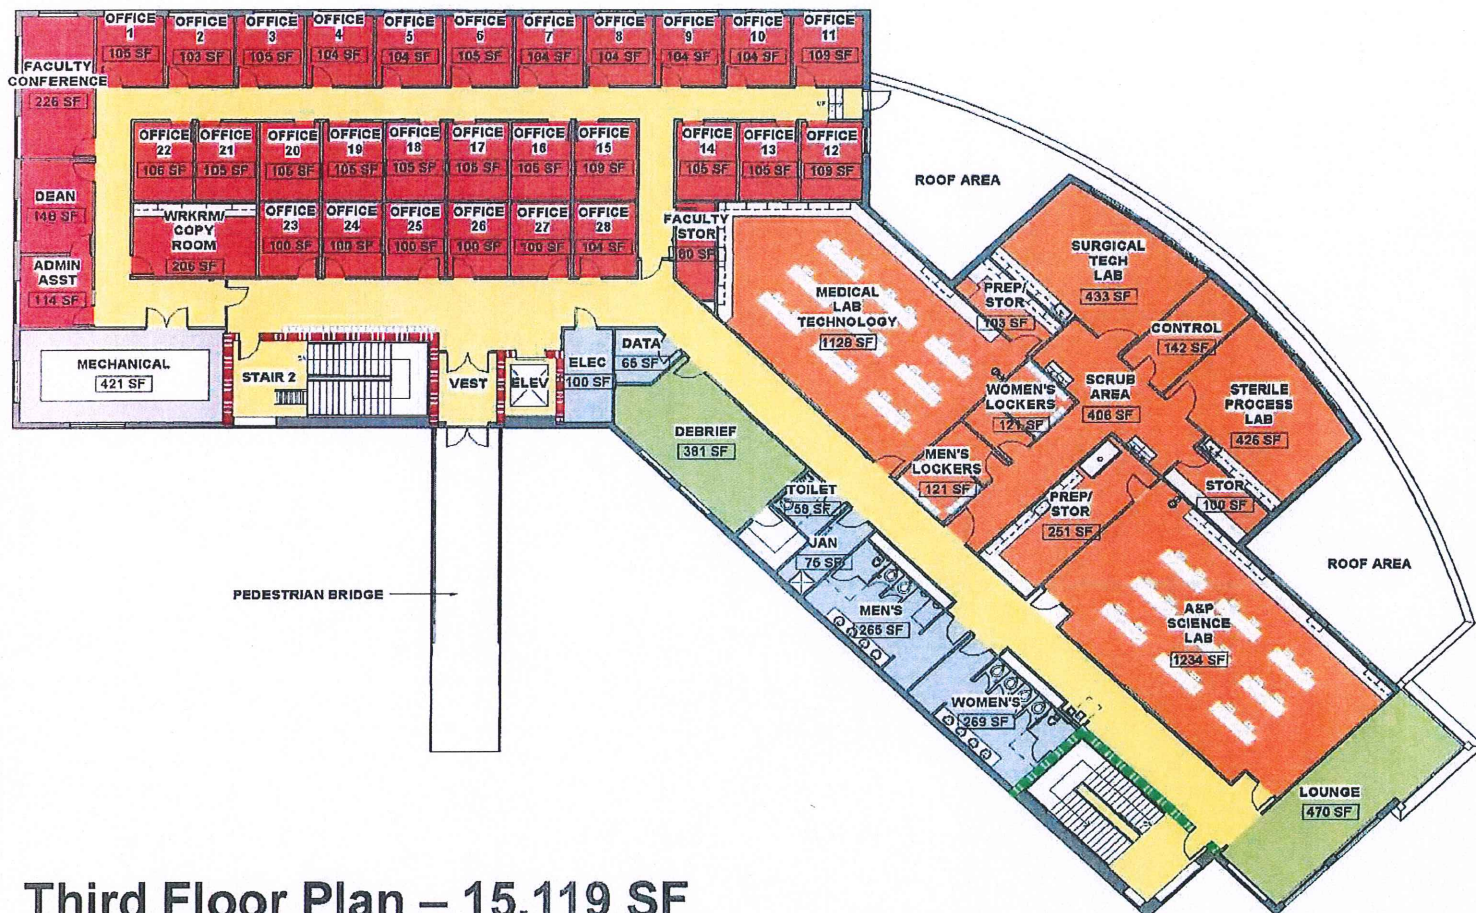 OFFICE
1
105 SF
OFFICE
2
103 SF
OFFICE
3
105 SF
OFFICE
4
104 SF
OFFICE
5
104 SF
OFFICE
6
105 SF
OFFICE
7
104 SF
OFFICE
8
104 SF
OFFICE
9
104 SF
OFFICE
10
104 SF
OFFICE
11
109 SF
FACULTY
CONFERENCE
226 SF
UP
OFFICE
22
106 SF
OFFICE
21
105 SF
OFFICE
20
105 SF
OFFICE
19
105 SF
OFFICE
18
105 SF
OFFICE
17
105 SF
OFFICE
16
105 SF
OFFICE
15
109 SF
OFFICE
14
105 SF
OFFICE
13
105 SF
OFFICE
12
109 SF
ROOF AREA
DEAN
148 SF
WRKRM/
COPY
ROOM
206 SF
OFFICE
23
100 SF
OFFICE
24
100 SF
OFFICE
25
100 SF
OFFICE
26
100 SF
OFFICE
27
100 SF
OFFICE
28
104 SF
FACULTY
STOR
80 SF
ADMIN
ASST
114 SF
SURGICAL
TECH
LAB
433 SF
PREP/
STOR
103 SF
MEDICAL
LAB
TECHNOLOGY
1128 SF
CONTROL
142 SF
MECHANICAL
421 SF
STAIR 2
VEST
ELEV
ELEC
100 SF
DATA
65 SF
WOMEN'S
LOCKERS
121 SF
SCRUB
AREA
406 SF
STERILE
PROCESS
LAB
426 SF
DEBRIEF
381 SF
MEN'S
LOCKERS
121 SF
STOR
100 SF
TOILET
59 SF
PREP/
STOR
251 SF
JAN
75 SF
ROOF AREA
PEDESTRIAN BRIDGE
MEN'S
265 SF
A&P
SCIENCE
LAB
1234 SF
WOMEN'S
269 SF
LOUNGE
470 SF
Third Floor Plan – 15,119 SF